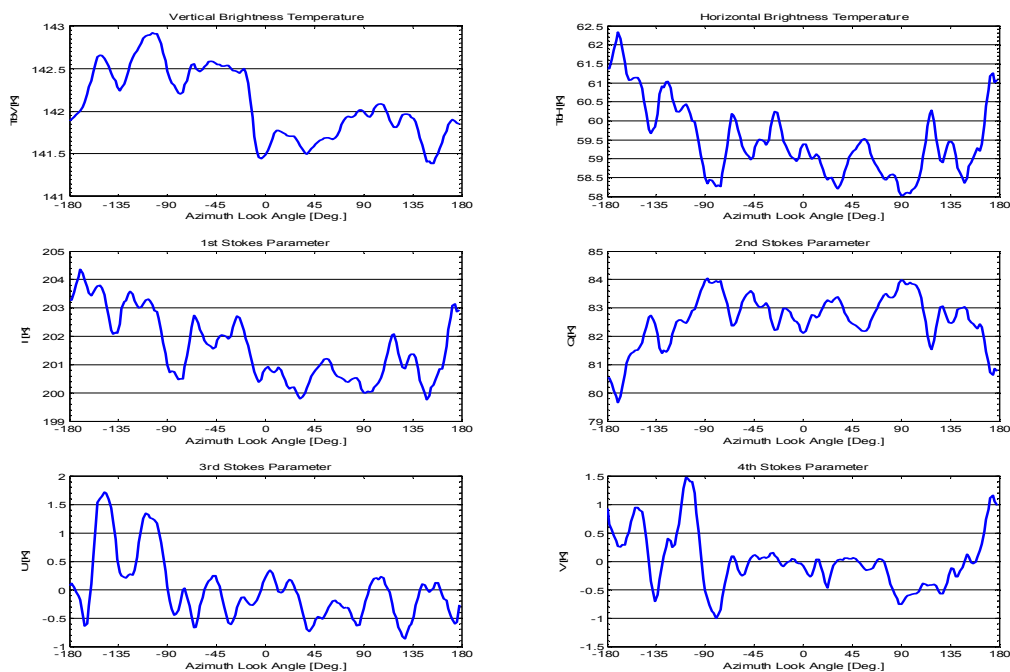 Vertical Brightness Temperature
143
142.5
142
141.5
141
TbV[K]
-180 -135 -90 -45 0 45 90 135 180
Azimuth Look Angle [Deg.]
Horizontal Brightness Temperature
62.5
62
61.5
61
60.5
60
59.5
59
58.5
58
TbH[K]
-180 -135 -90 -45 0 45 90 135 180
Azimuth Look Angle [Deg.]
1st Stokes Parameter
205
204
203
202
201
200
199
I [K]
-180 -135 -90 -45 0 45 90 135 180
Azimuth Look Angle [Deg.]
2nd Stokes Parameter
85
84
83
82
81
80
79
Q[K]
-180 -135 -90 -45 0 45 90 135 180
Azimuth Look Angle [Deg.]
3rd Stokes Parameter
2
1.5
1
0.5
0
-0.5
-1
U[K]
-180 -135 -90 -45 0 45 90 135 180
Azimuth Look Angle [Deg.]
4th Stokes Parameter
1.5
1
0.5
0
-0.5
-1
-1.5
V[K]
-180 -135 -90 -45 0 45 90 135 180
Azimuth Look Angle [Deg.]